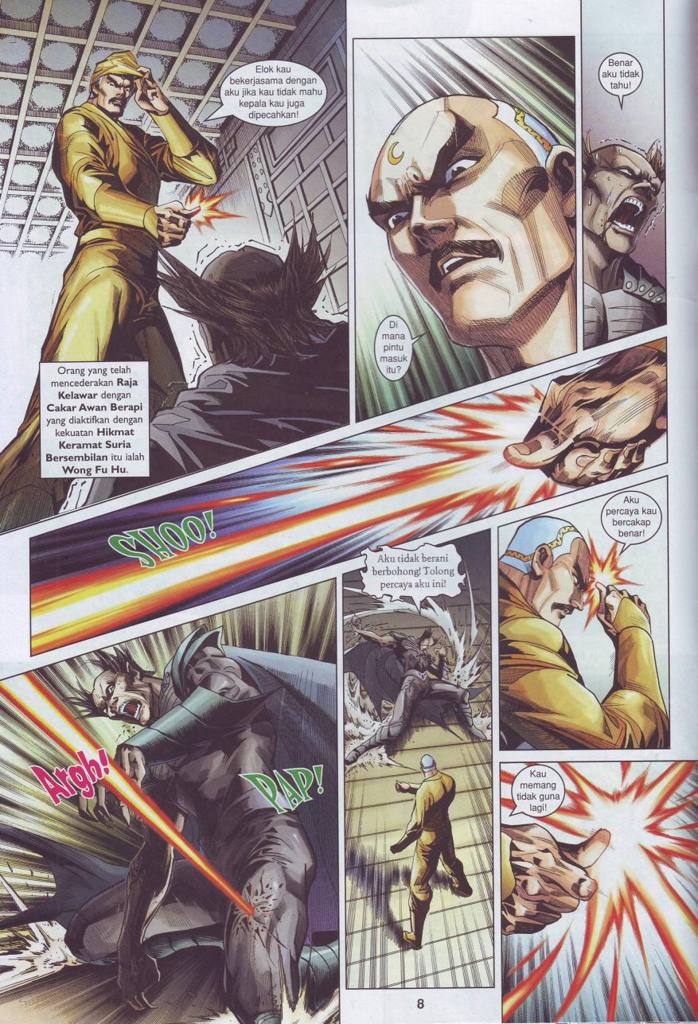 Elok kau
bekerjasama dengan
aku jika kau tidak mahu
kepala kau juga
dipecahkan!
Orang yang telah
mencederakan Raja
Kelawar dengan
Cakar Awan Berapi
yang diaktifkan dengan
kekuatan Hikmat
Keramat Suria
Bersembilan itu ialah
Wong Fu Hu.
Di
mana
pintu
masuk
itu?
Benar
aku tidak
tahu!
SHOO!
Argh!
PAP!
Aku tidak berani
berbohong! Tolong
percaya aku ini!
Aku
percaya kau
bercakap
benar!
Kau
memang
tidak guna
lagi!
8